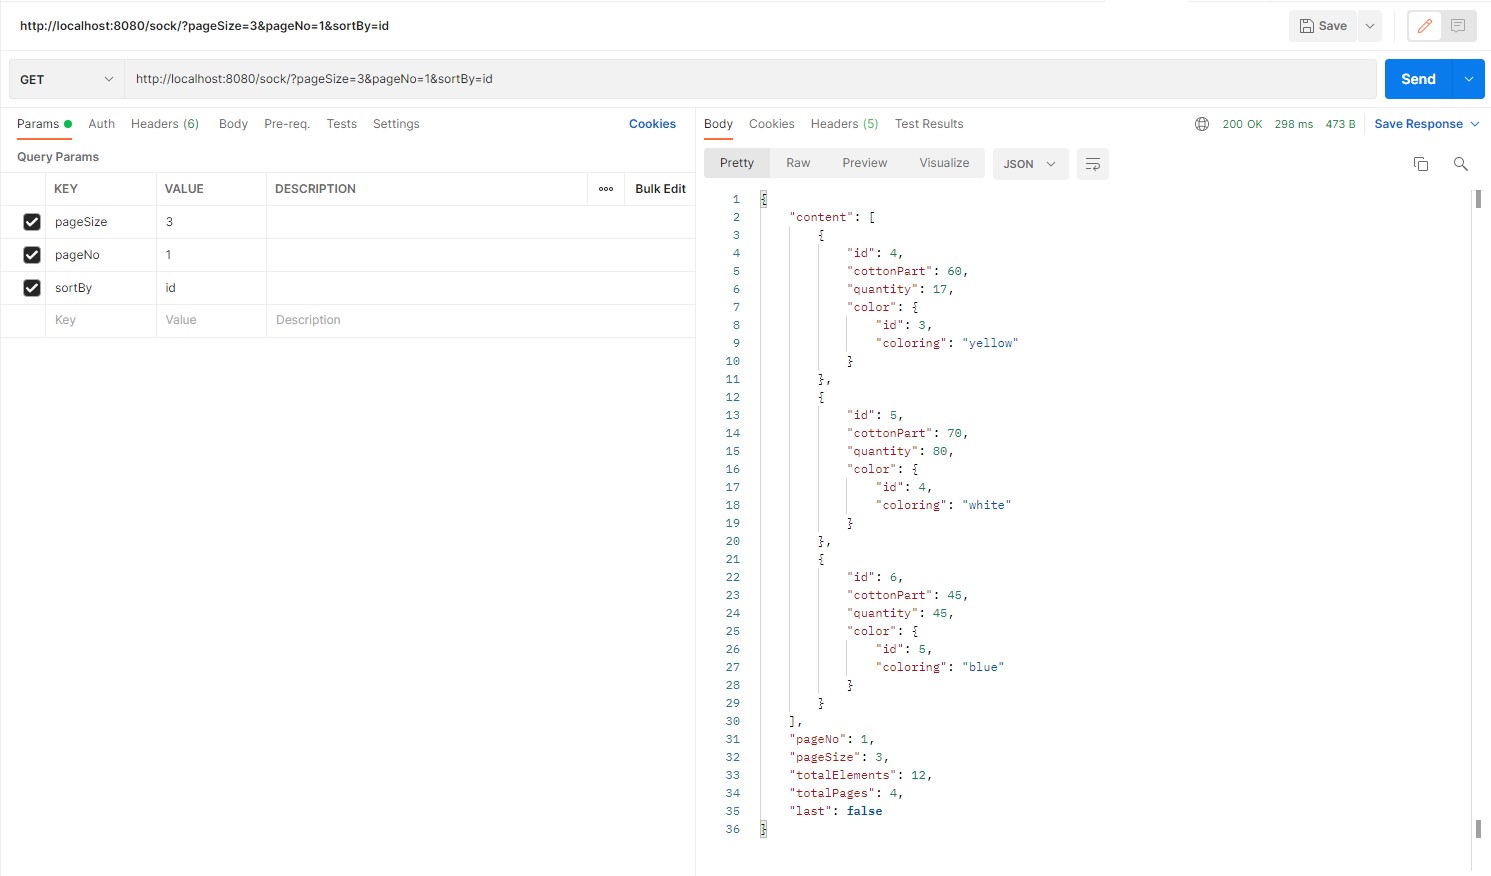 http://localhost:8080/sock/?pageSize=3&pageNo=1&sortBy=id
Save
GET
http://localhost:8080/sock/?pageSize=3&pageNo=1&sortBy=id
Send
Params
Auth
Headers (6)
Body
Pre-req.
Tests
Settings
Cookies
Query Params
KEY VALUE DESCRIPTION ooo Bulk Edit
pageSize 3
pageNo 1
sortBy id
Key Value Description
Body
Cookies
Headers (5)
Test Results
200 OK 298 ms 473 B Save Response
Pretty Raw Preview Visualize JSON
1 {
2 "content": [
3 {
4 "id": 4,
5 "cottonPart": 60,
6 "quantity": 17,
7 "color": {
8 "id": 3,
9 "coloring": "yellow"
10 }
11 },
12 {
13 "id": 5,
14 "cottonPart": 70,
15 "quantity": 80,
16 "color": {
17 "id": 4,
18 "coloring": "white"
19 }
20 },
21 {
22 "id": 6,
23 "cottonPart": 45,
24 "quantity": 45,
25 "color": {
26 "id": 5,
27 "coloring": "blue"
28 }
29 }
30 ],
31 "pageNo": 1,
32 "pageSize": 3,
33 "totalElements": 12,
34 "totalPages": 4,
35 "last": false
36 }